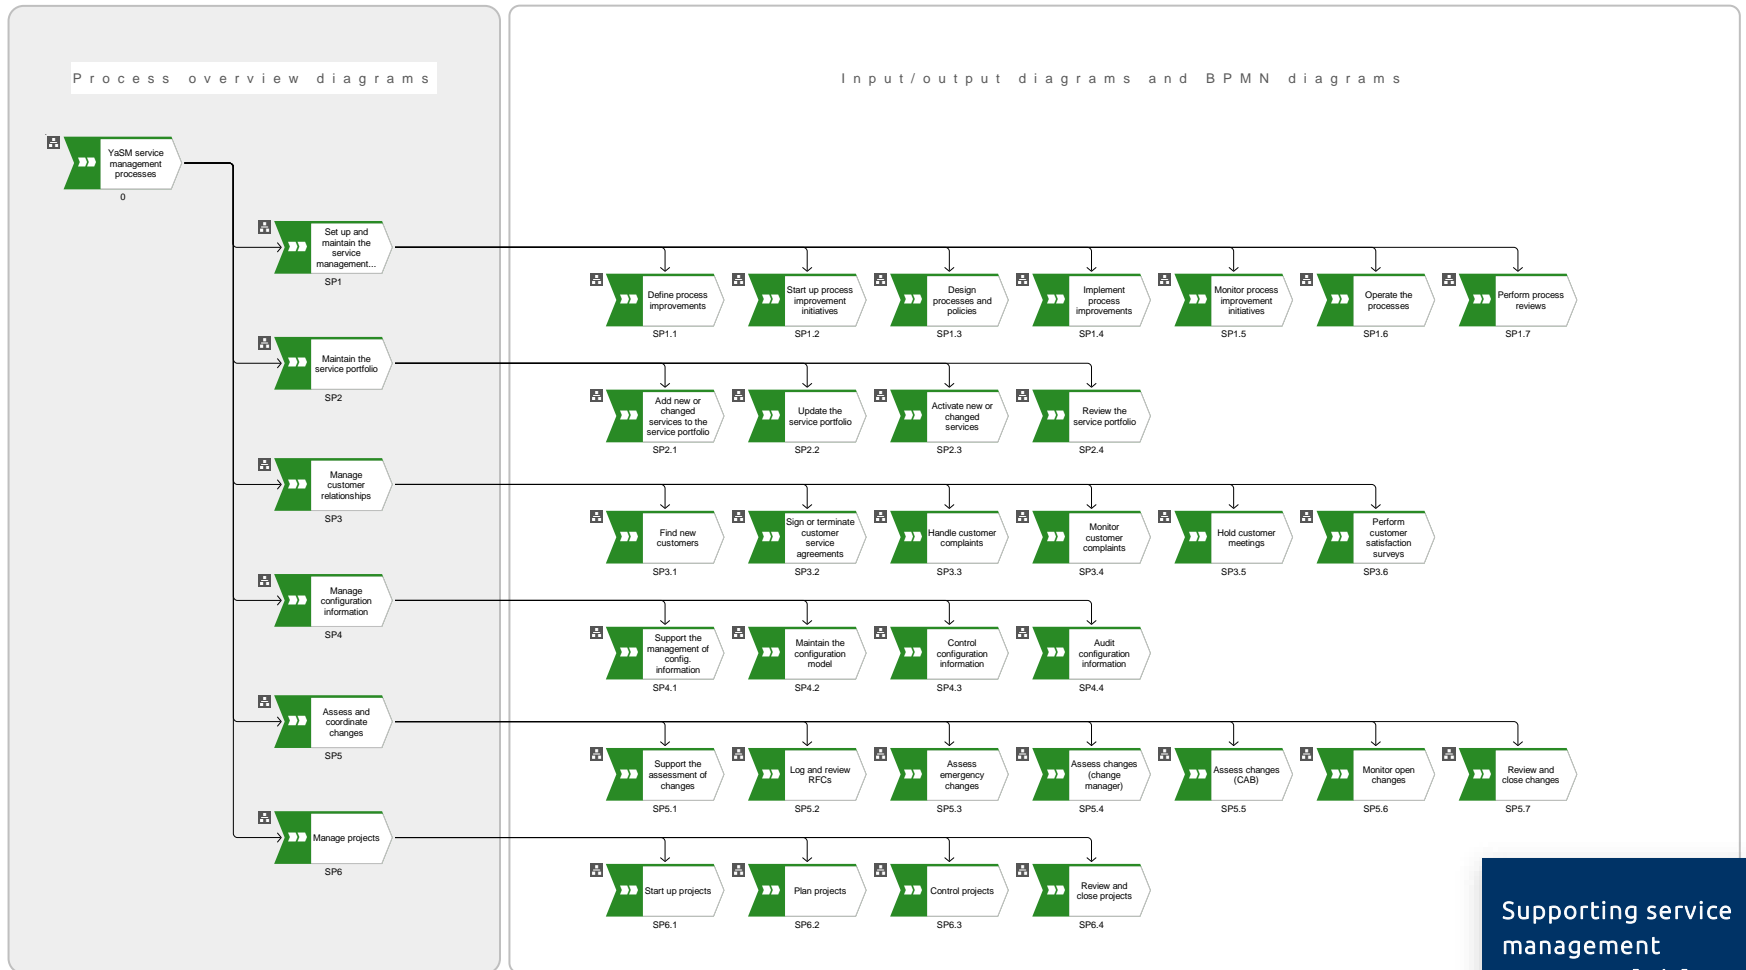 Process overview diagrams
Input/output diagrams and BPMN diagrams
YaSM service
management
processes
0
Set up and
maintain the
service
management...
SP1
Define process
improvements
SP1.1
Start up process
improvement
initiatives
SP1.2
Design
processes and
policies
SP1.3
Implement
process
improvements
SP1.4
Monitor process
improvement
initiatives
SP1.5
Operate the
processes
SP1.6
Perform process
reviews
SP1.7
Maintain the
service portfolio
SP2
Add new or
changed
services to the
service portfolio
SP2.1
Update the
service portfolio
SP2.2
Activate new or
changed
services
SP2.3
Review the
service portfolio
SP2.4
Manage
customer
relationships
SP3
Find new
customers
SP3.1
Sign or terminate
customer
service
agreements
SP3.2
Handle customer
complaints
SP3.3
Monitor
customer
complaints
SP3.4
Hold customer
meetings
SP3.5
Perform
customer
satisfaction
surveys
SP3.6
Manage
configuration
information
SP4
Support the
management of
config.
information
SP4.1
Maintain the
configuration
model
SP4.2
Control
configuration
information
SP4.3
Audit
configuration
information
SP4.4
Assess and
coordinate
changes
SP5
Support the
assessment of
changes
SP5.1
Log and review
RFCs
SP5.2
Assess
emergency
changes
SP5.3
Assess changes
(change
manager)
SP5.4
Assess changes
(CAB)
SP5.5
Monitor open
changes
SP5.6
Review and
close changes
SP5.7
Manage projects
SP6
Start up projects
SP6.1
Plan projects
SP6.2
Control projects
SP6.3
Review and
close projects
SP6.4
Supporting service
management